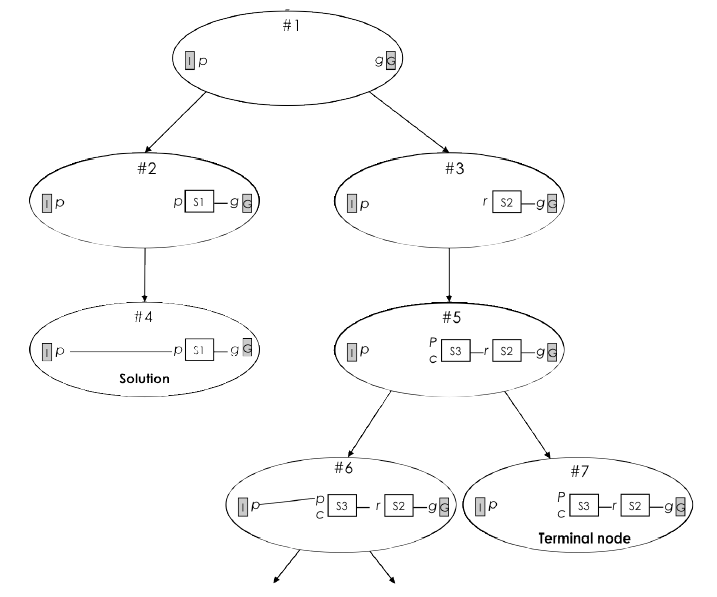 #1
I p g G
#2
#3
I p p S1 g G
I p r S2 g G
#4
#5
I p p S1 g G
Solution
I p P c S3 r S2 g G
#6
#7
I p p c S3 r S2 g G
I p P c S3 r S2 g G
Terminal node